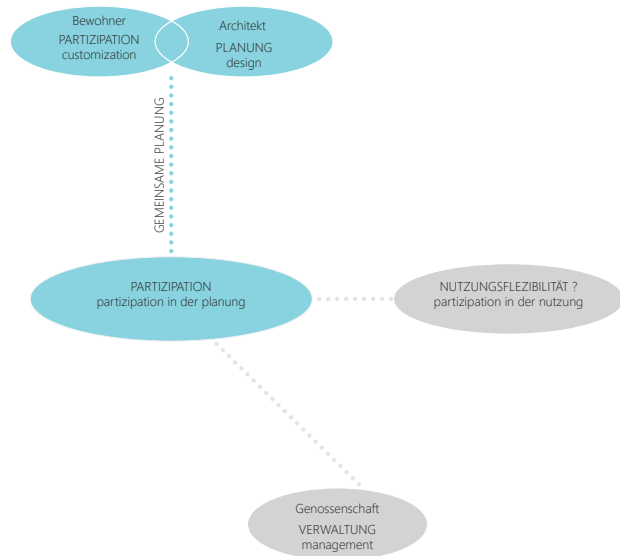 Bewohner
PARTIZIPATION
customization
Architekt
PLANUNG
design
GEMEINSAME PLANUNG
PARTIZIPATION
partizipation in der planung
NUTZUNGSFLEZIBILITÄT ?
partizipation in der nutzung
Genossenschaft
VERWALTUNG
management